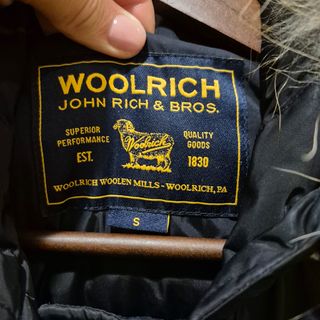 WOOLRICH
JOHN RICH & BROS.
SUPERIOR
PERFORMANCE
Woolrich
QUALITY
GOODS
EST.
1830
WOOLRICH WOOLEN MILLS - WOOLRICH, PA
S